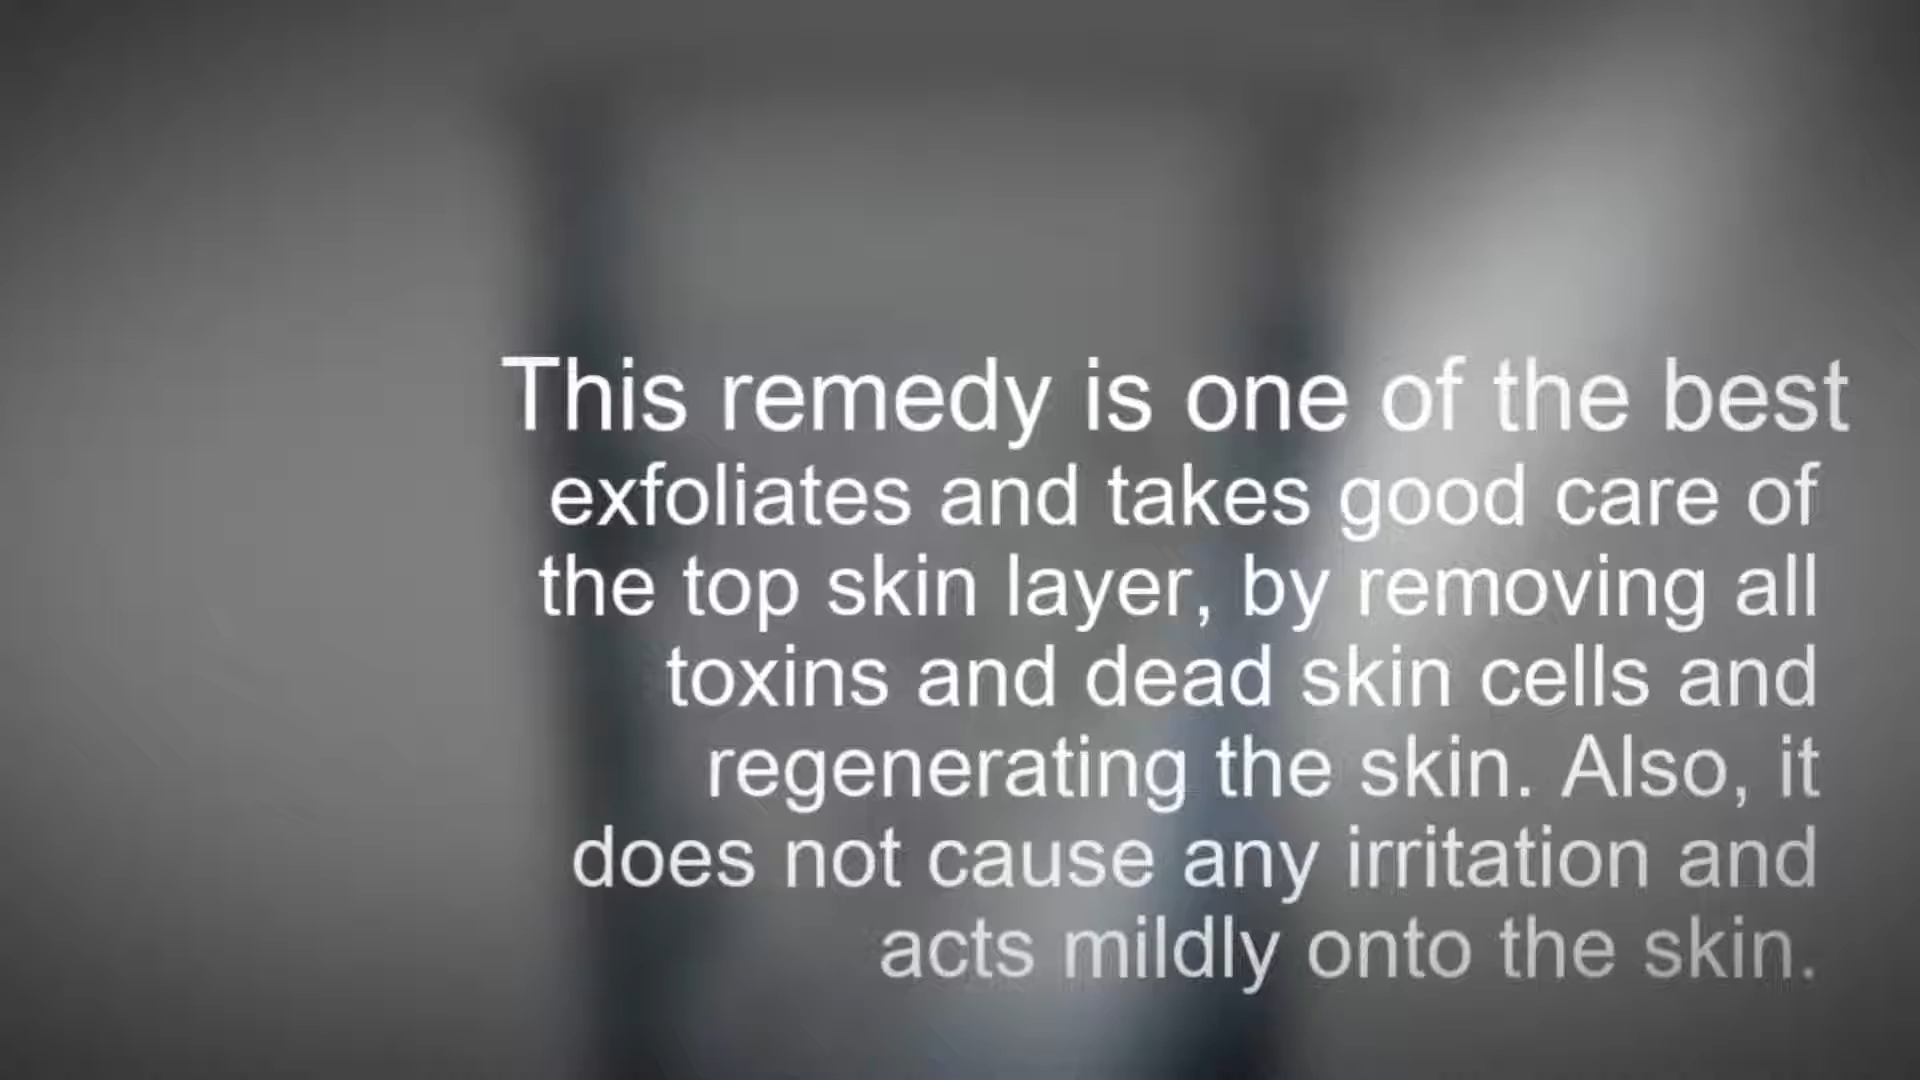 This remedy is one of the best
exfoliates and takes good care of
the top skin layer, by removing all
toxins and dead skin cells and
regenerating the skin. Also, it
does not cause any irritation and
acts mildly onto the skin.